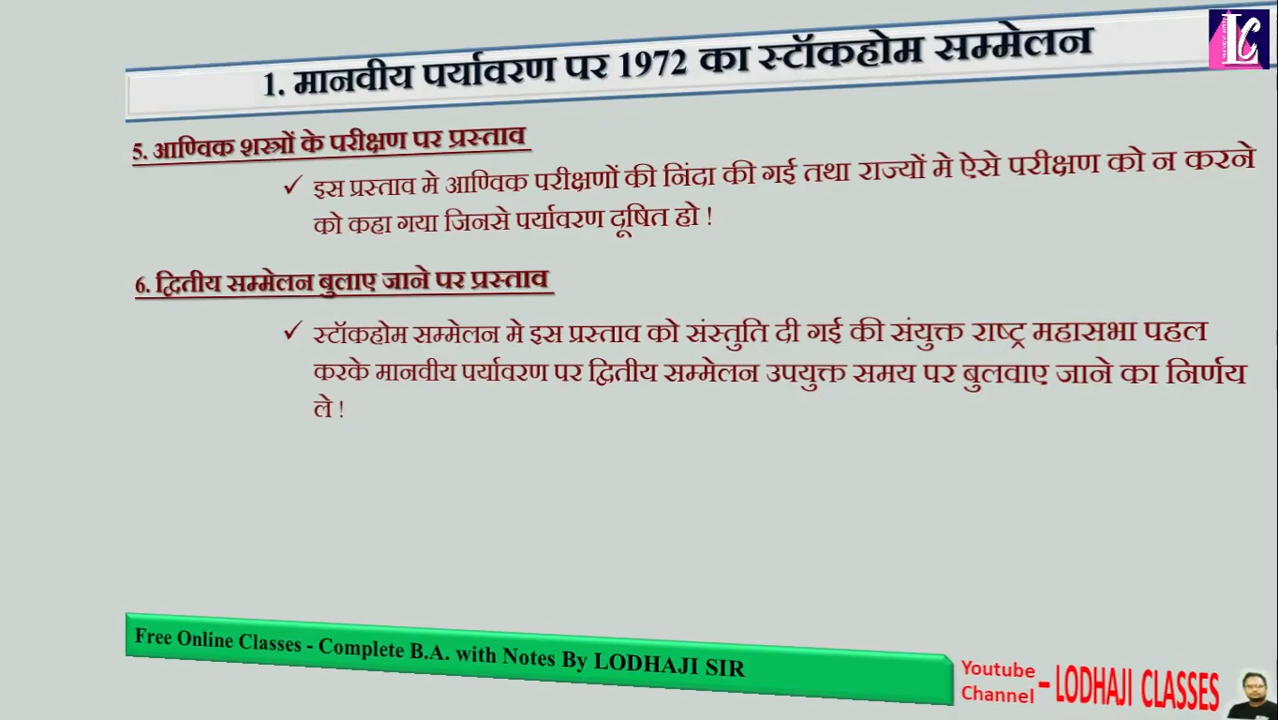 LC
1. मानवीय पर्यावरण पर 1972 का स्टॉकहोम सम्मेलन
5. आण्विक शस्त्रों के परीक्षण पर प्रस्ताव
✓ इस प्रस्ताव मे आण्विक परीक्षणों की निंदा की गई तथा राज्यों मे ऐसे परीक्षण को न करने
को कहा गया जिनसे पर्यावरण दूषित हो !
6. द्वितीय सम्मेलन बुलाए जाने पर प्रस्ताव
✓ स्टॉकहोम सम्मेलन मे इस प्रस्ताव को संस्तुति दी गई की संयुक्त राष्ट्र महासभा पहल
करके मानवीय पर्यावरण पर द्वितीय सम्मेलन उपयुक्त समय पर बुलवाए जाने का निर्णय
ले !
Free Online Classes - Complete B.A. with Notes By LODHAJI SIR
Youtube
Channel – LODHAJI CLASSES